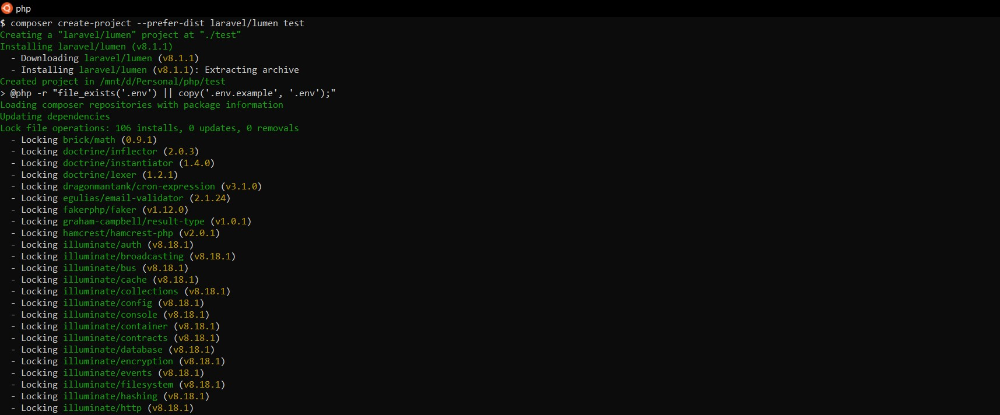 php
$ composer create-project --prefer-dist laravel/lumen test
Creating a "laravel/lumen" project at "./test"
Installing laravel/lumen (v8.1.1)
  - Downloading laravel/lumen (v8.1.1)
  - Installing laravel/lumen (v8.1.1): Extracting archive
Created project in /mnt/d/Personal/php/test
> @php -r "file_exists('.env') || copy('.env.example', '.env');"
Loading composer repositories with package information
Updating dependencies
Lock file operations: 106 installs, 0 updates, 0 removals
  - Locking brick/math (0.9.1)
  - Locking doctrine/inflector (2.0.3)
  - Locking doctrine/instantiator (1.4.0)
  - Locking doctrine/lexer (1.2.1)
  - Locking dragonmantank/cron-expression (v3.1.0)
  - Locking egulias/email-validator (2.1.24)
  - Locking fakerphp/faker (v1.12.0)
  - Locking graham-campbell/result-type (v1.0.1)
  - Locking hamcrest/hamcrest-php (v2.0.1)
  - Locking illuminate/auth (v8.18.1)
  - Locking illuminate/broadcasting (v8.18.1)
  - Locking illuminate/bus (v8.18.1)
  - Locking illuminate/cache (v8.18.1)
  - Locking illuminate/collections (v8.18.1)
  - Locking illuminate/config (v8.18.1)
  - Locking illuminate/console (v8.18.1)
  - Locking illuminate/container (v8.18.1)
  - Locking illuminate/contracts (v8.18.1)
  - Locking illuminate/database (v8.18.1)
  - Locking illuminate/encryption (v8.18.1)
  - Locking illuminate/events (v8.18.1)
  - Locking illuminate/filesystem (v8.18.1)
  - Locking illuminate/hashing (v8.18.1)
  - Locking illuminate/http (v8.18.1)